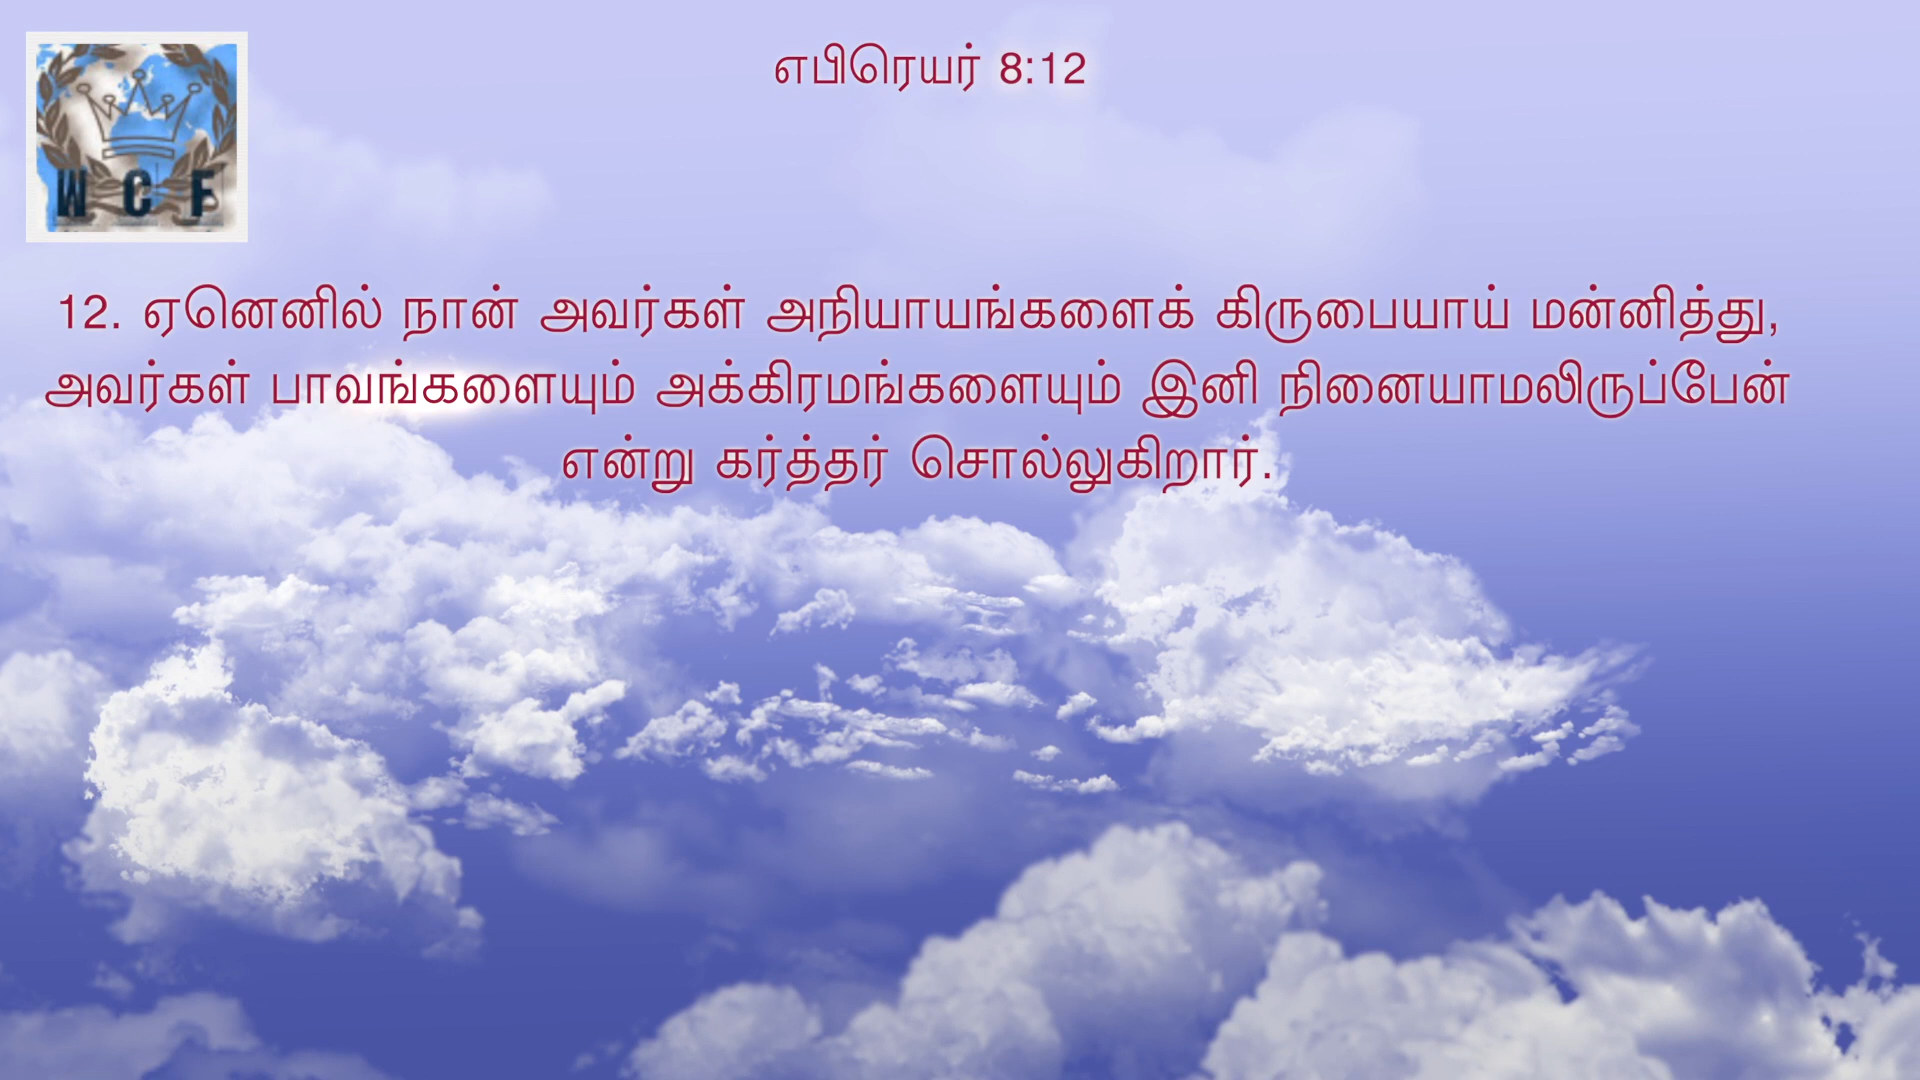 எபிரெயர் 8:12
W C F
12. ஏனெனில் நான் அவர்கள் அநியாயங்களைக் கிருபையாய் மன்னித்து,
அவர்கள் பாவங்களையும் அக்கிரமங்களையும் இனி நினையாமலிருப்பேன்
என்று கர்த்தர் சொல்லுகிறார்.